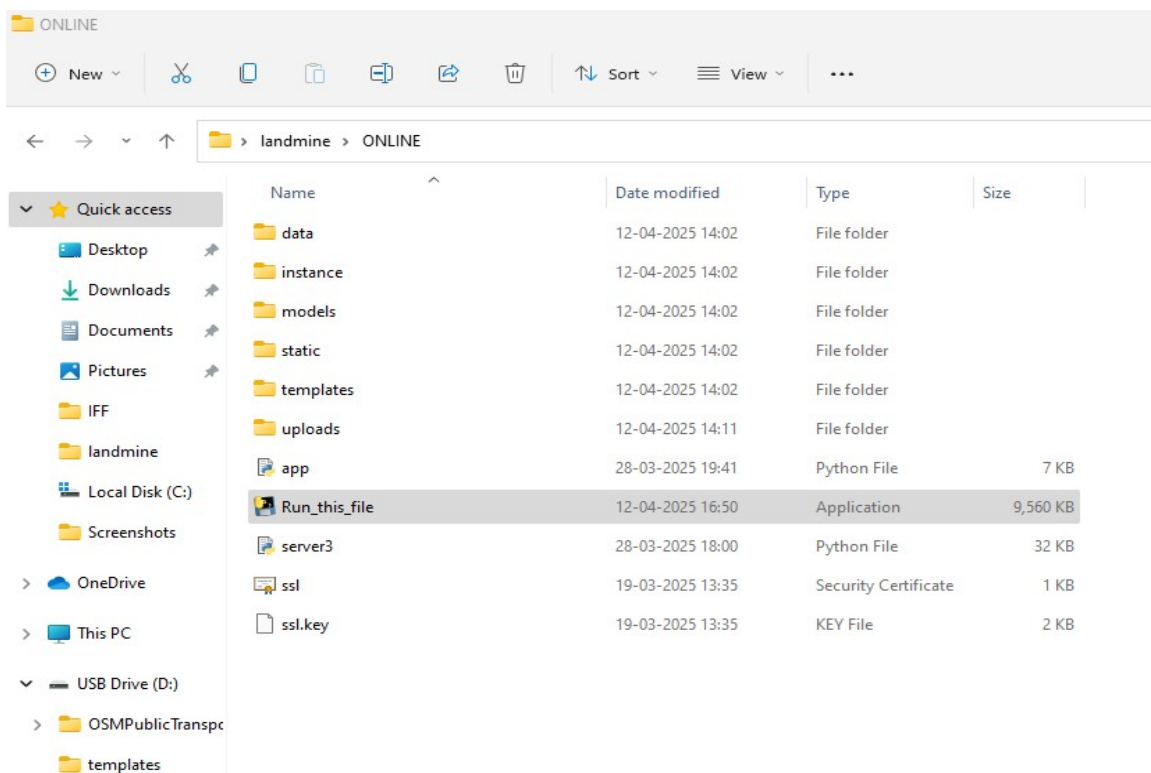 ONLINE
New
Sort
View
landmine > ONLINE
Name Date modified Type Size
Quick access
Desktop
Downloads
Documents
Pictures
IFF
landmine
Local Disk (C:)
Screenshots
OneDrive
This PC
USB Drive (D:)
OSMPublicTranspo
templates
data 12-04-2025 14:02 File folder
instance 12-04-2025 14:02 File folder
models 12-04-2025 14:02 File folder
static 12-04-2025 14:02 File folder
templates 12-04-2025 14:02 File folder
uploads 12-04-2025 14:11 File folder
app 28-03-2025 19:41 Python File 7 KB
Run_this_file 12-04-2025 16:50 Application 9,560 KB
server3 28-03-2025 18:00 Python File 32 KB
ssl 19-03-2025 13:35 Security Certificate 1 KB
ssl.key 19-03-2025 13:35 KEY File 2 KB